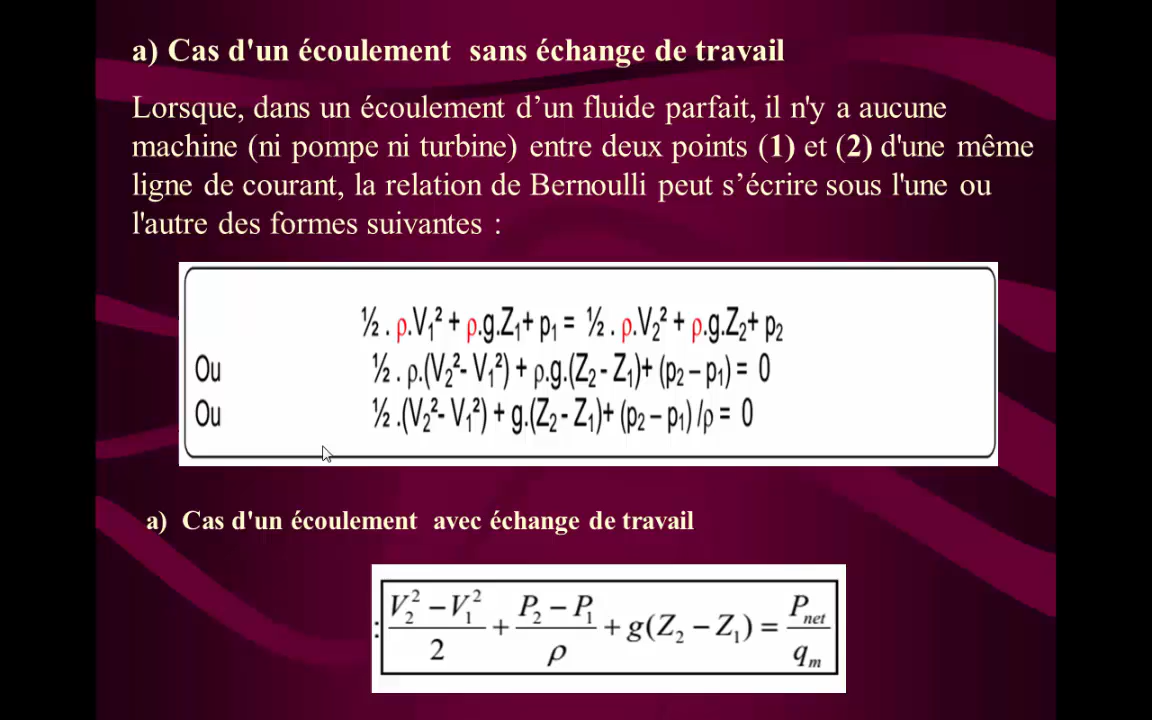 a) Cas d'un écoulement sans échange de travail
Lorsque, dans un écoulement d’un fluide parfait, il n'y a aucune
machine (ni pompe ni turbine) entre deux points (1) et (2) d'une même
ligne de courant, la relation de Bernoulli peut s’écrire sous l'une ou
l'autre des formes suivantes :
½ . ρ.V₁² + ρ.g.Z₁+ p₁ = ½ . ρ.V₂² + ρ.g.Z₂+ p₂
Ou ½ . ρ.(V₂²- V₁²) + ρ.g.(Z₂ - Z₁)+ (p₂ – p₁) = 0
Ou ½ .(V₂²- V₁²) + g.(Z₂ - Z₁)+ (p₂ – p₁) /ρ = 0
a) Cas d'un écoulement avec échange de travail
: (V₂² – V₁²)/2 + (P₂ – P₁)/ρ + g(Z₂ – Z₁) = P_net/q_m